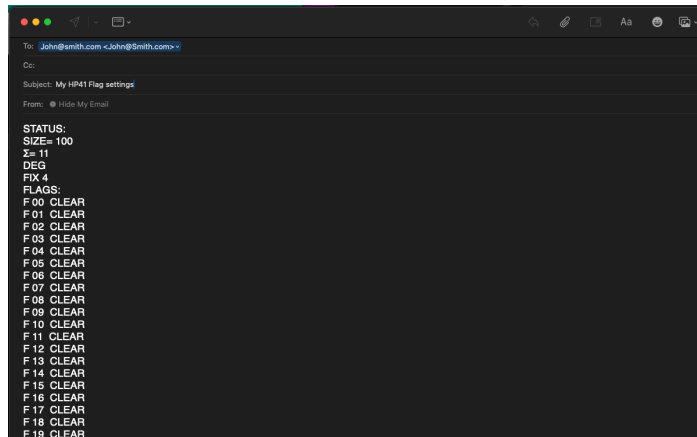 Aa
To: John@smith.com <John@Smith.com>
Cc:
Subject: My HP41 Flag settings
From: Hide My Email
STATUS:
SIZE= 100
Σ= 11
DEG
FIX 4
FLAGS:
F 00 CLEAR
F 01 CLEAR
F 02 CLEAR
F 03 CLEAR
F 04 CLEAR
F 05 CLEAR
F 06 CLEAR
F 07 CLEAR
F 08 CLEAR
F 09 CLEAR
F 10 CLEAR
F 11 CLEAR
F 12 CLEAR
F 13 CLEAR
F 14 CLEAR
F 15 CLEAR
F 16 CLEAR
F 17 CLEAR
F 18 CLEAR
F 19 CLEAR